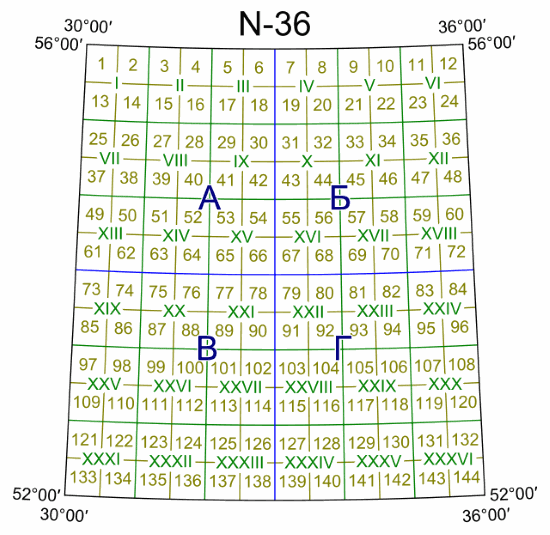 N-36
30°00′ 36°00′
56°00′ 56°00′
1 2 3 4 5 6 7 8 9 10 11 12
I II III IV V VI
13 14 15 16 17 18 19 20 21 22 23 24
25 26 27 28 29 30 31 32 33 34 35 36
VII VIII IX X XI XII
37 38 39 40 41 42 43 44 45 46 47 48
А Б
49 50 51 52 53 54 55 56 57 58 59 60
XIII XIV XV XVI XVII XVIII
61 62 63 64 65 66 67 68 69 70 71 72
73 74 75 76 77 78 79 80 81 82 83 84
XIX XX XXI XXII XXIII XXIV
85 86 87 88 89 90 91 92 93 94 95 96
В Г
97 98 99 100 101 102 103 104 105 106 107 108
XXV XXVI XXVII XXVIII XXIX XXX
109 110 111 112 113 114 115 116 117 118 119 120
121 122 123 124 125 126 127 128 129 130 131 132
XXXI XXXII XXXIII XXXIV XXXV XXXVI
133 134 135 136 137 138 139 140 141 142 143 144
52°00′ 52°00′
30°00′ 36°00′